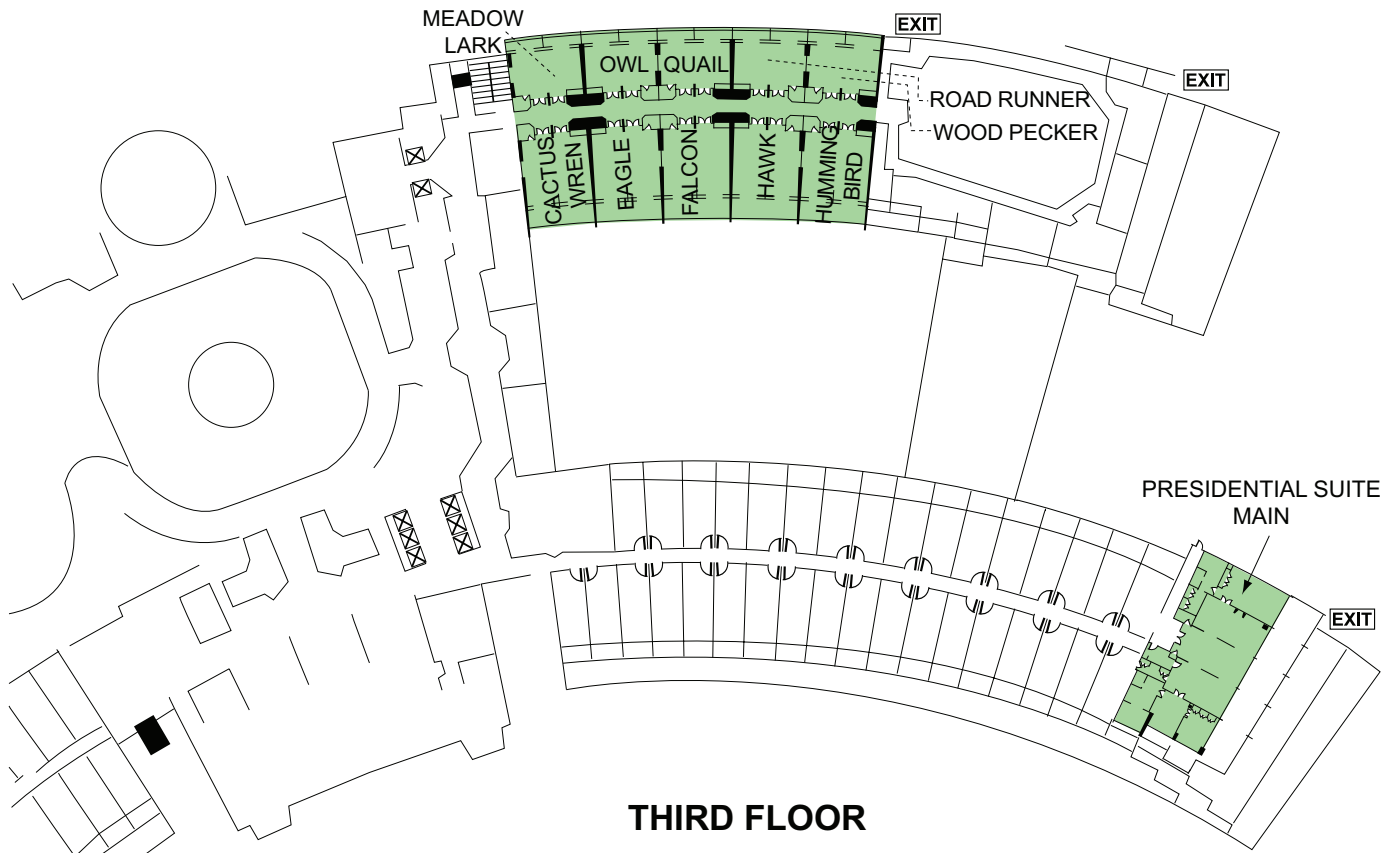 MEADOW
LARK
EXIT
EXIT
OWL
QUAIL
ROAD RUNNER
WOOD PECKER
CACTUS
WREN
EAGLE
FALCON
HAWK
HUMMING
BIRD
PRESIDENTIAL SUITE
MAIN
EXIT
THIRD FLOOR